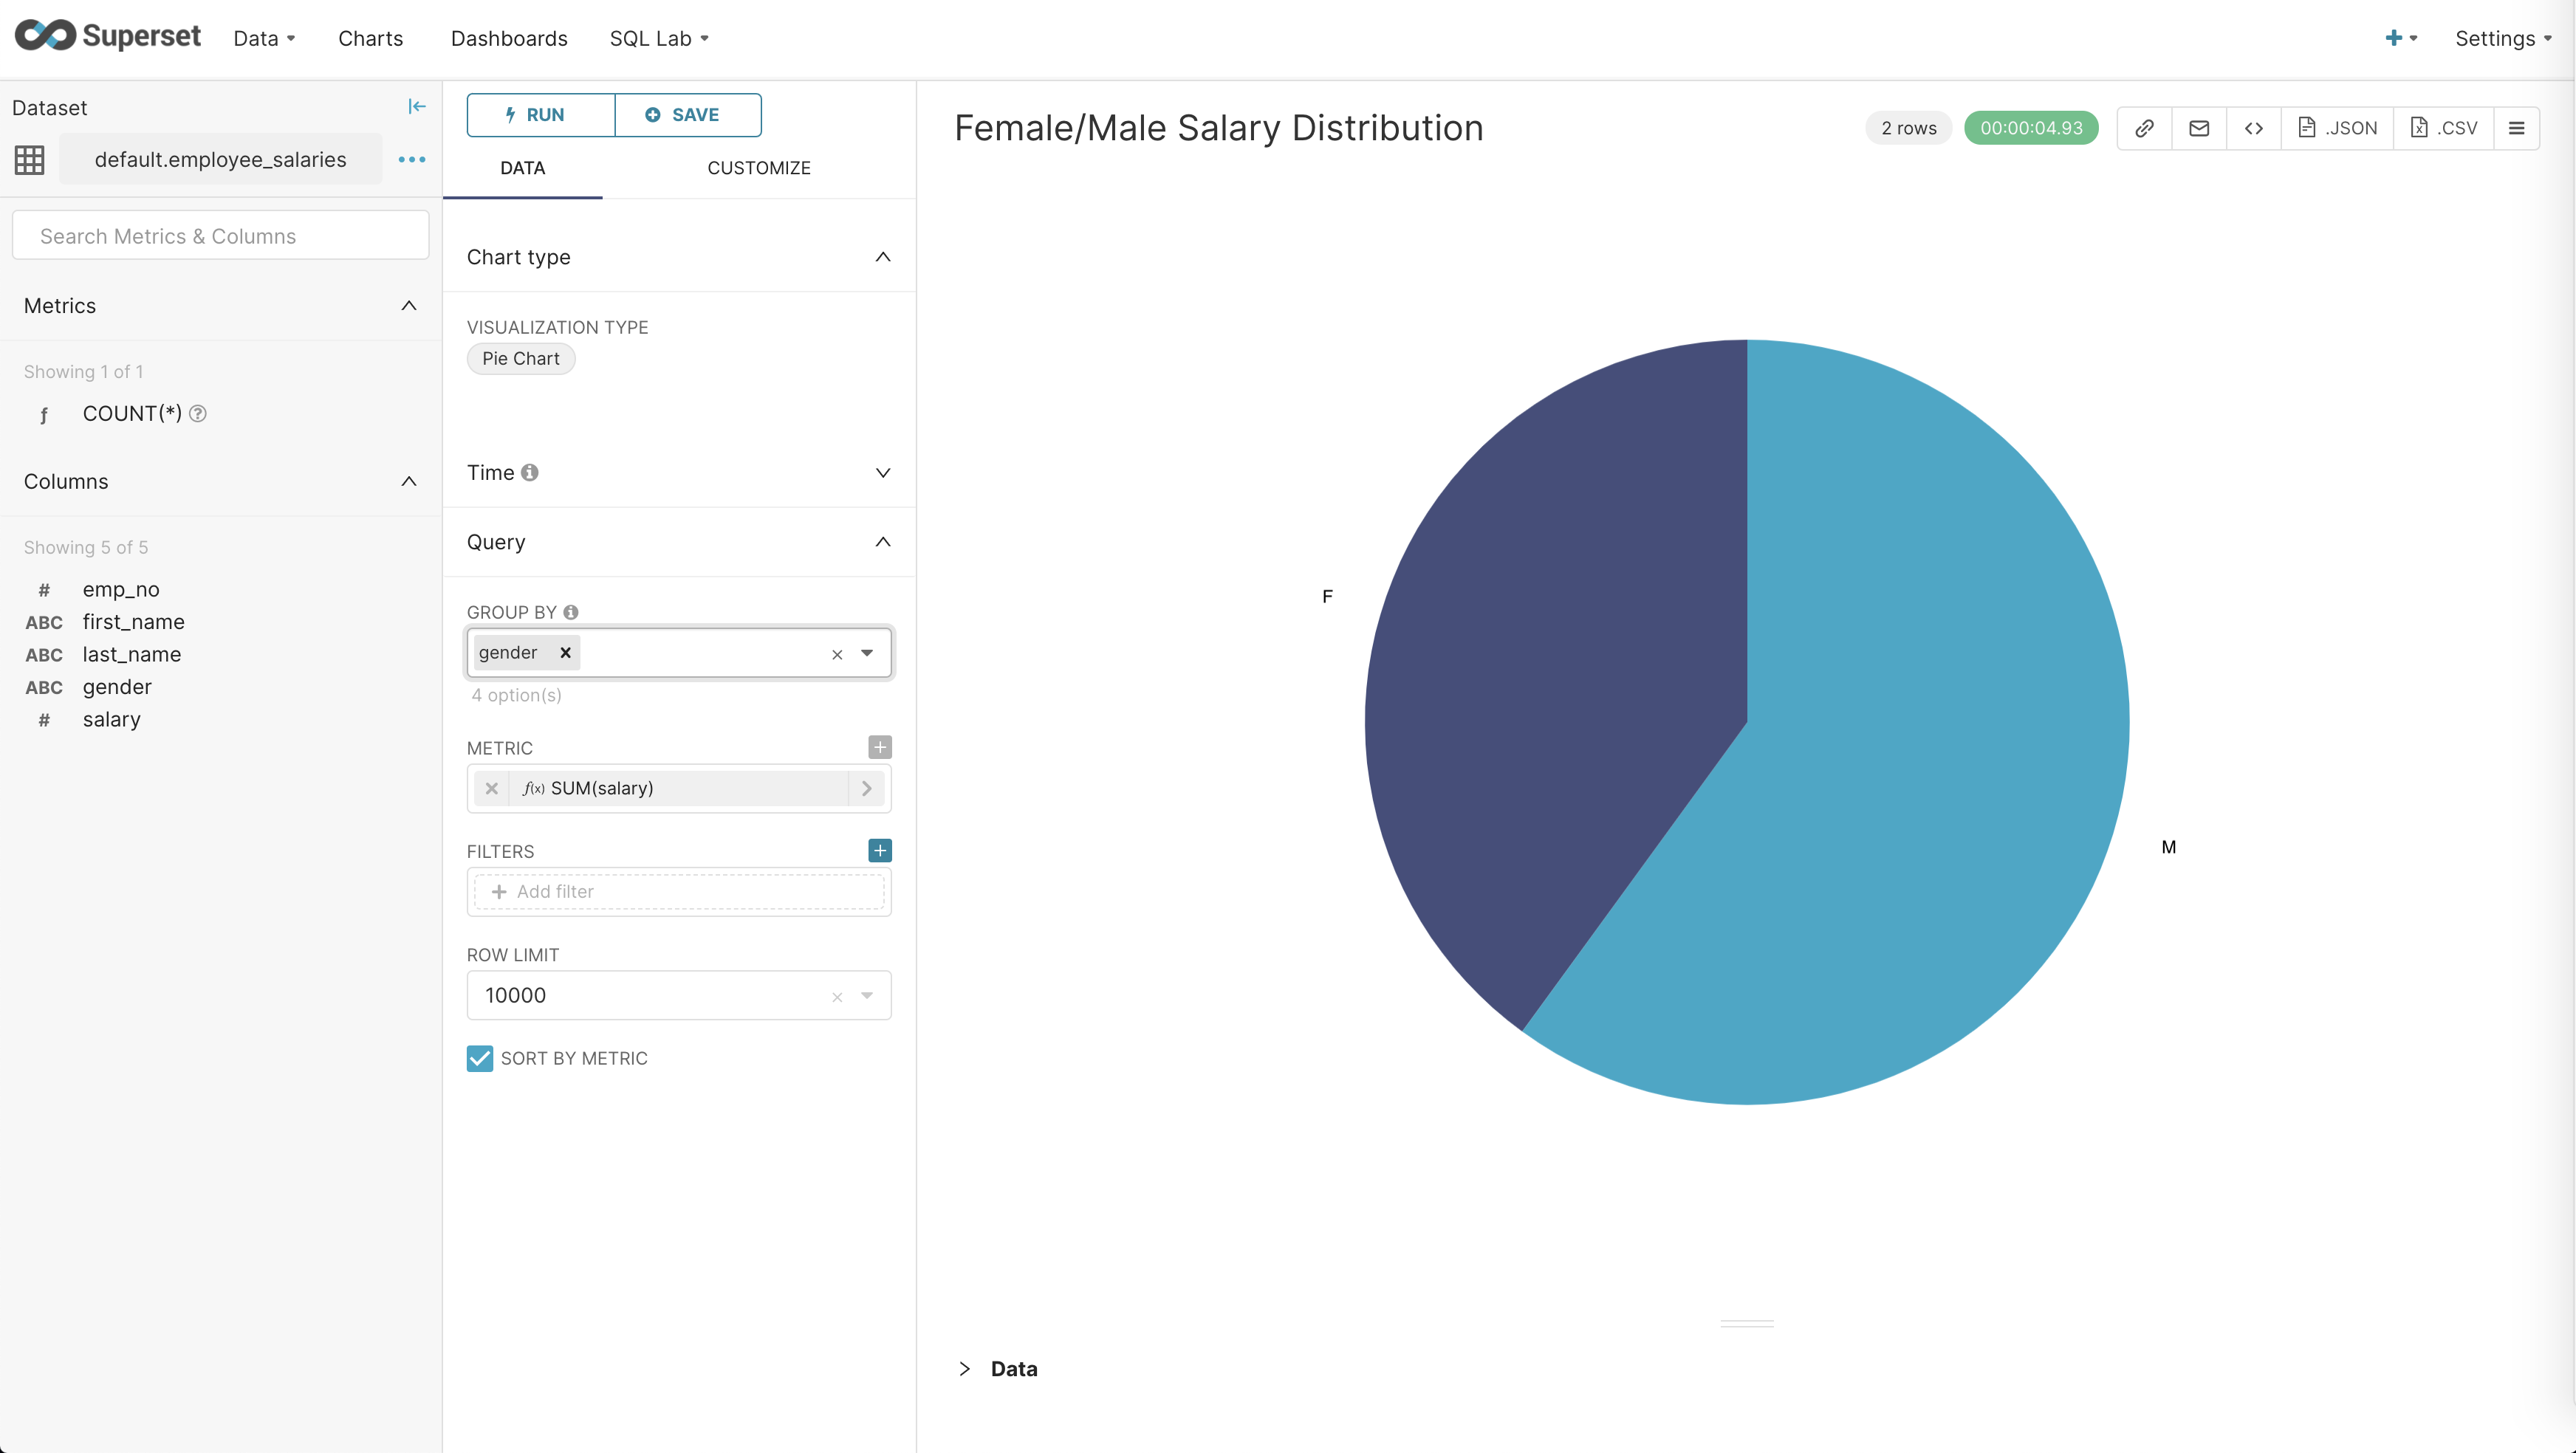 Superset Data Charts Dashboards SQL Lab Settings
Dataset
default.employee_salaries
Search Metrics & Columns
Metrics
Showing 1 of 1
ƒ COUNT(*)
Columns
Showing 5 of 5
# emp_no
ABC first_name
ABC last_name
ABC gender
# salary
RUN SAVE
DATA CUSTOMIZE
Chart type
VISUALIZATION TYPE
Pie Chart
Time
Query
GROUP BY
gender
4 option(s)
METRIC
ƒ(x) SUM(salary)
FILTERS
Add filter
ROW LIMIT
10000
SORT BY METRIC
Female/Male Salary Distribution
2 rows 00:00:04.93 .JSON .CSV
F
M
Data